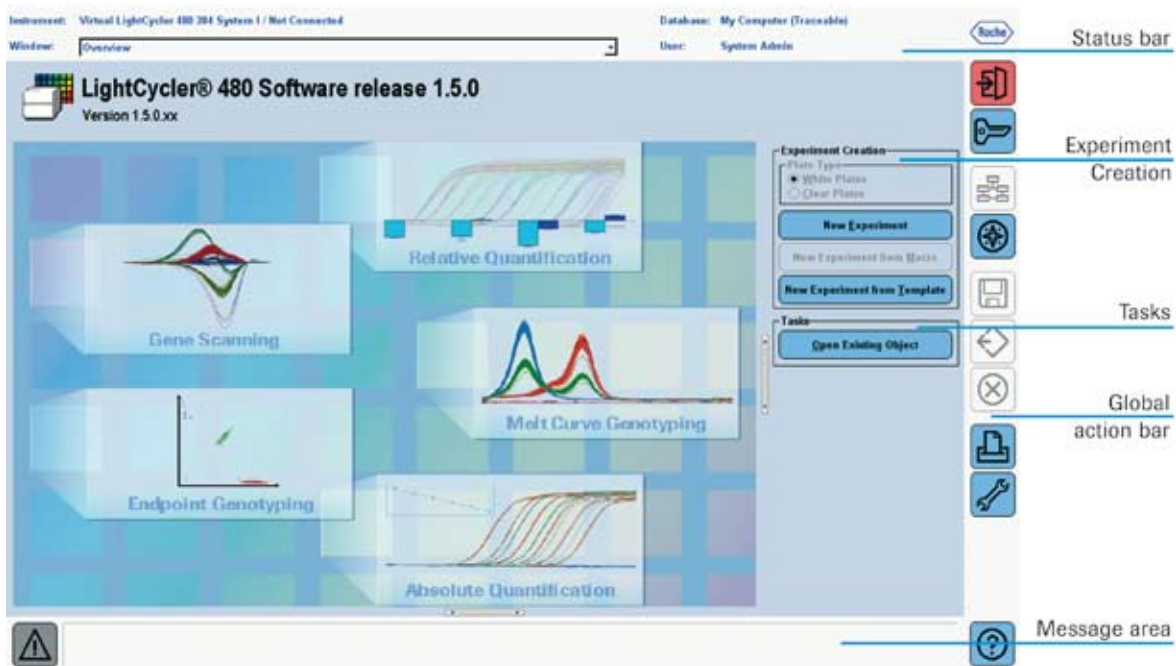 Instrument: Virtual LightCycler 480 384 System I / Not Connected
Database: My Computer (Traceable)
Window: Overview
User: System Admin
Roche
Status bar
LightCycler® 480 Software release 1.5.0
Version 1.5.0.xx
Experiment Creation
Plate Type
White Plates
Clear Plates
Experiment
Creation
New Experiment
New Experiment from Macro
New Experiment from Template
Relative Quantification
Gene Scanning
Tasks
Open Existing Object
Tasks
Melt Curve Genotyping
Global
action bar
Endpoint Genotyping
Absolute Quantification
Message area